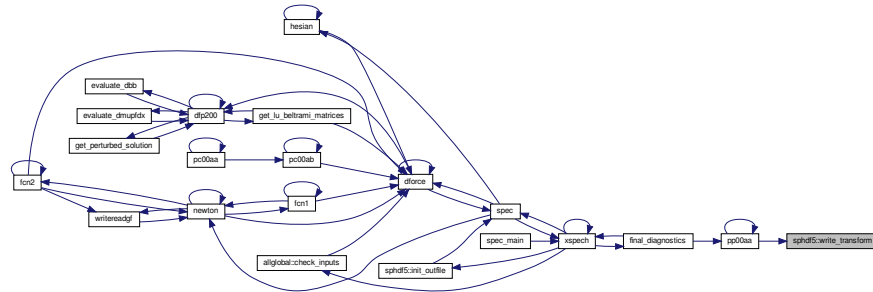 hesian
evaluate_dbb
evaluate_dmupfdx
dfp200
get_lu_beltrami_matrices
get_perturbed_solution
pc00aa
pc00ab
fcn2
dforce
newton
fcn1
spec
writereadgf
spec_main
xspech
final_diagnostics
pp00aa
sphdf5::write_transform
allglobal::check_inputs
sphdf5::init_outfile